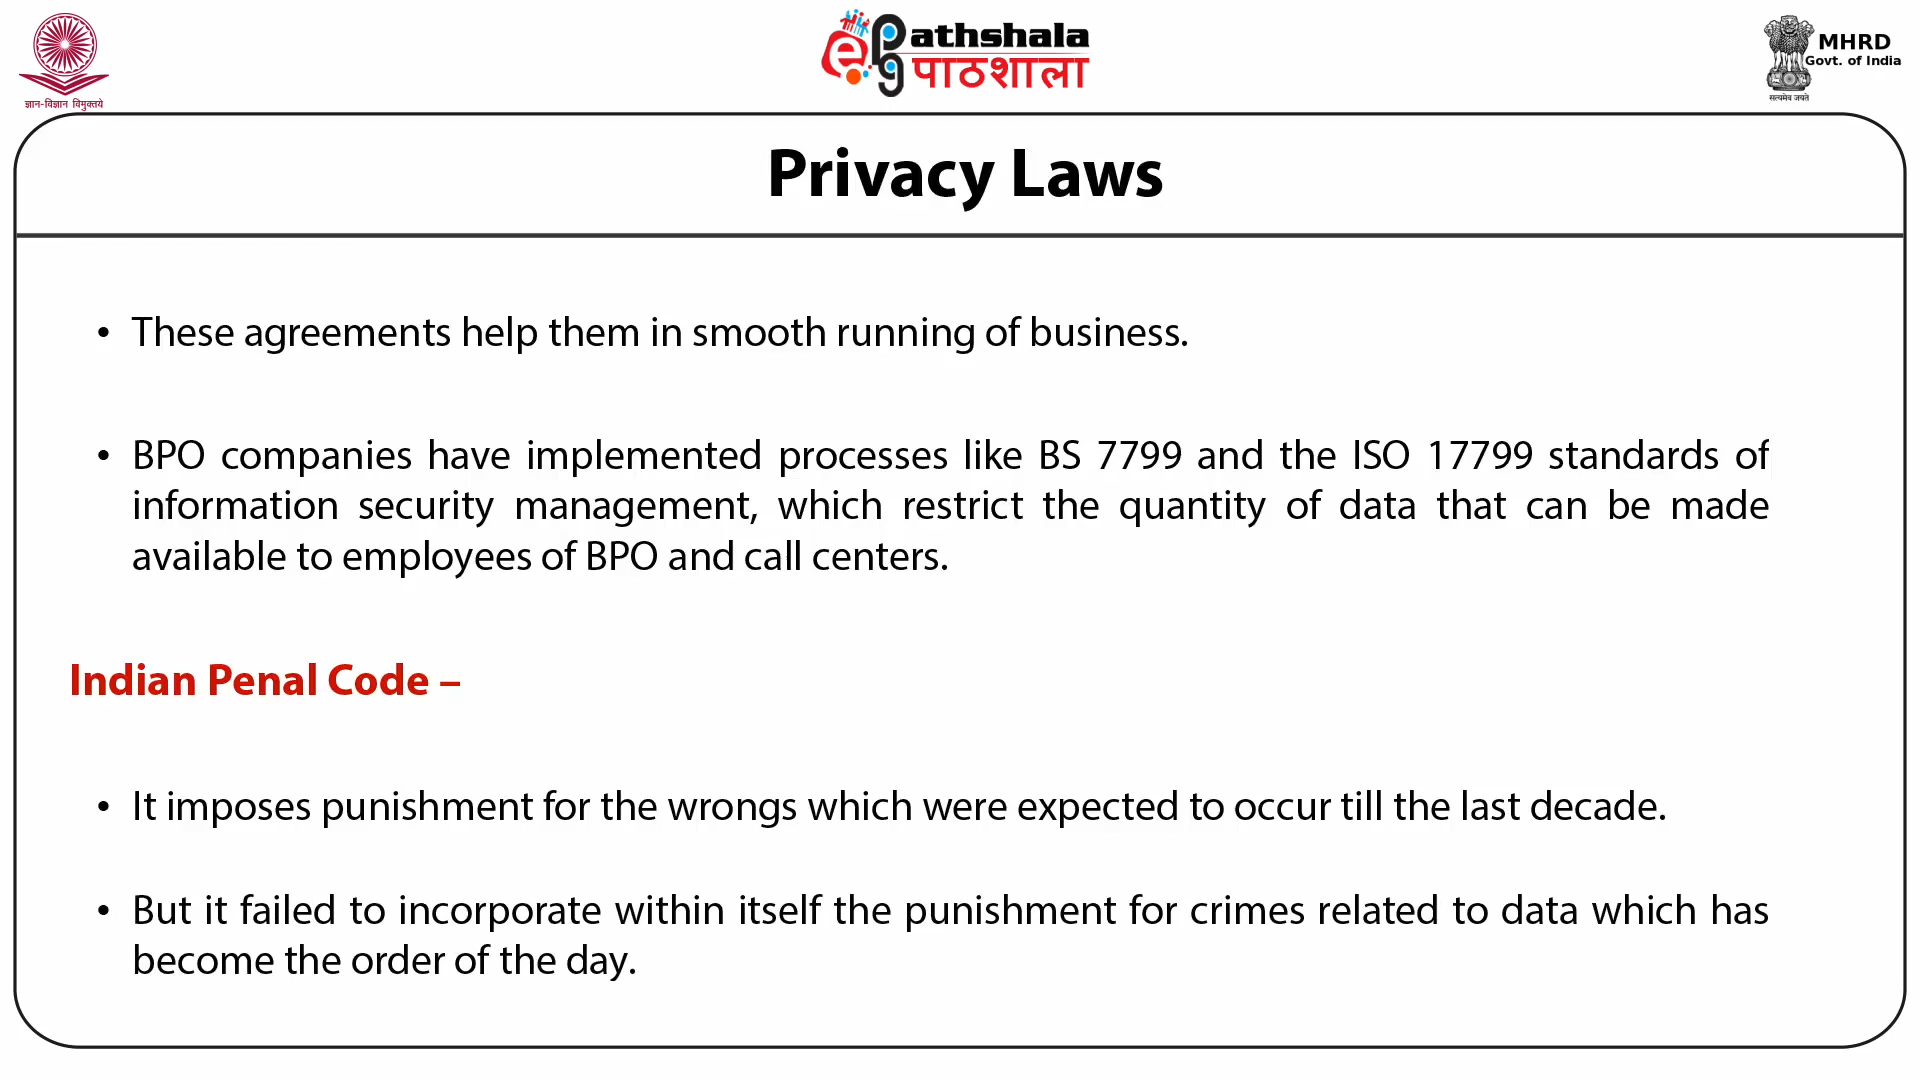 ज्ञान-विज्ञान विमुक्तये
ePathshala
पाठशाला
MHRD
Govt. of India
सत्यमेव जयते
Privacy Laws
• These agreements help them in smooth running of business.
• BPO companies have implemented processes like BS 7799 and the ISO 17799 standards of
information security management, which restrict the quantity of data that can be made
available to employees of BPO and call centers.
Indian Penal Code –
• It imposes punishment for the wrongs which were expected to occur till the last decade.
• But it failed to incorporate within itself the punishment for crimes related to data which has
become the order of the day.